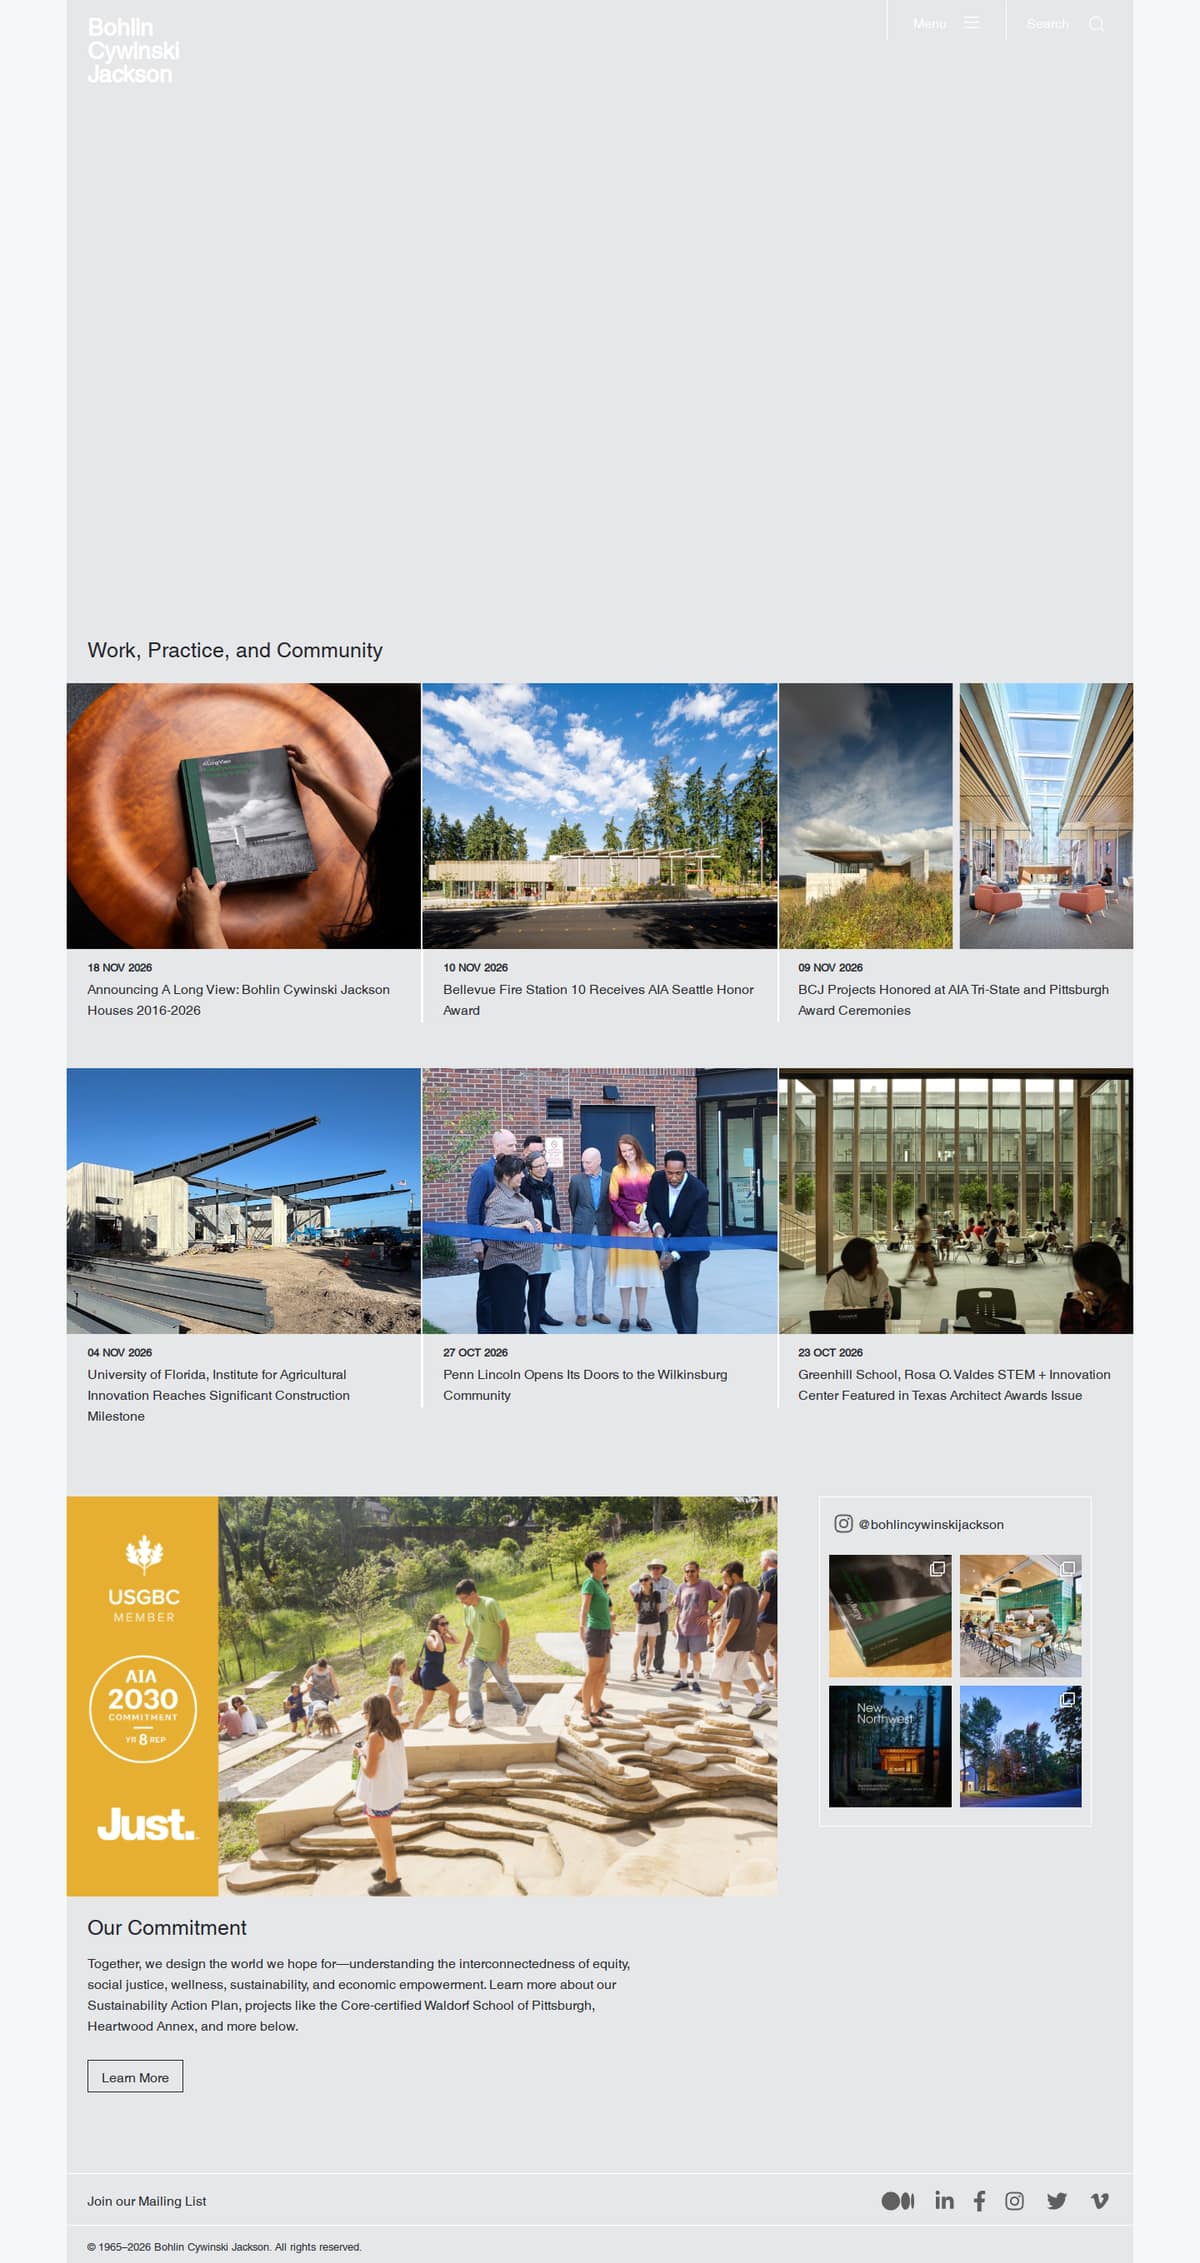 Bohlin
Cywinski
Jackson
Menu
Search
Work, Practice, and Community
18 NOV 2026
Announcing A Long View: Bohlin Cywinski Jackson
Houses 2016-2026
10 NOV 2026
Bellevue Fire Station 10 Receives AIA Seattle Honor
Award
09 NOV 2026
BCJ Projects Honored at AIA Tri-State and Pittsburgh
Award Ceremonies
04 NOV 2026
University of Florida, Institute for Agricultural
Innovation Reaches Significant Construction
Milestone
27 OCT 2026
Penn Lincoln Opens Its Doors to the Wilkinsburg
Community
23 OCT 2026
Greenhill School, Rosa O. Valdes STEM + Innovation
Center Featured in Texas Architect Awards Issue
USGBC
MEMBER
AIA
2030
COMMITMENT
YR 8 REP
Just.
@bohlincywinskijackson
New
Northwest
Our Commitment
Together, we design the world we hope for—understanding the interconnectedness of equity,
social justice, wellness, sustainability, and economic empowerment. Learn more about our
Sustainability Action Plan, projects like the Core-certified Waldorf School of Pittsburgh,
Heartwood Annex, and more below.
Learn More
Join our Mailing List
© 1965–2026 Bohlin Cywinski Jackson. All rights reserved.